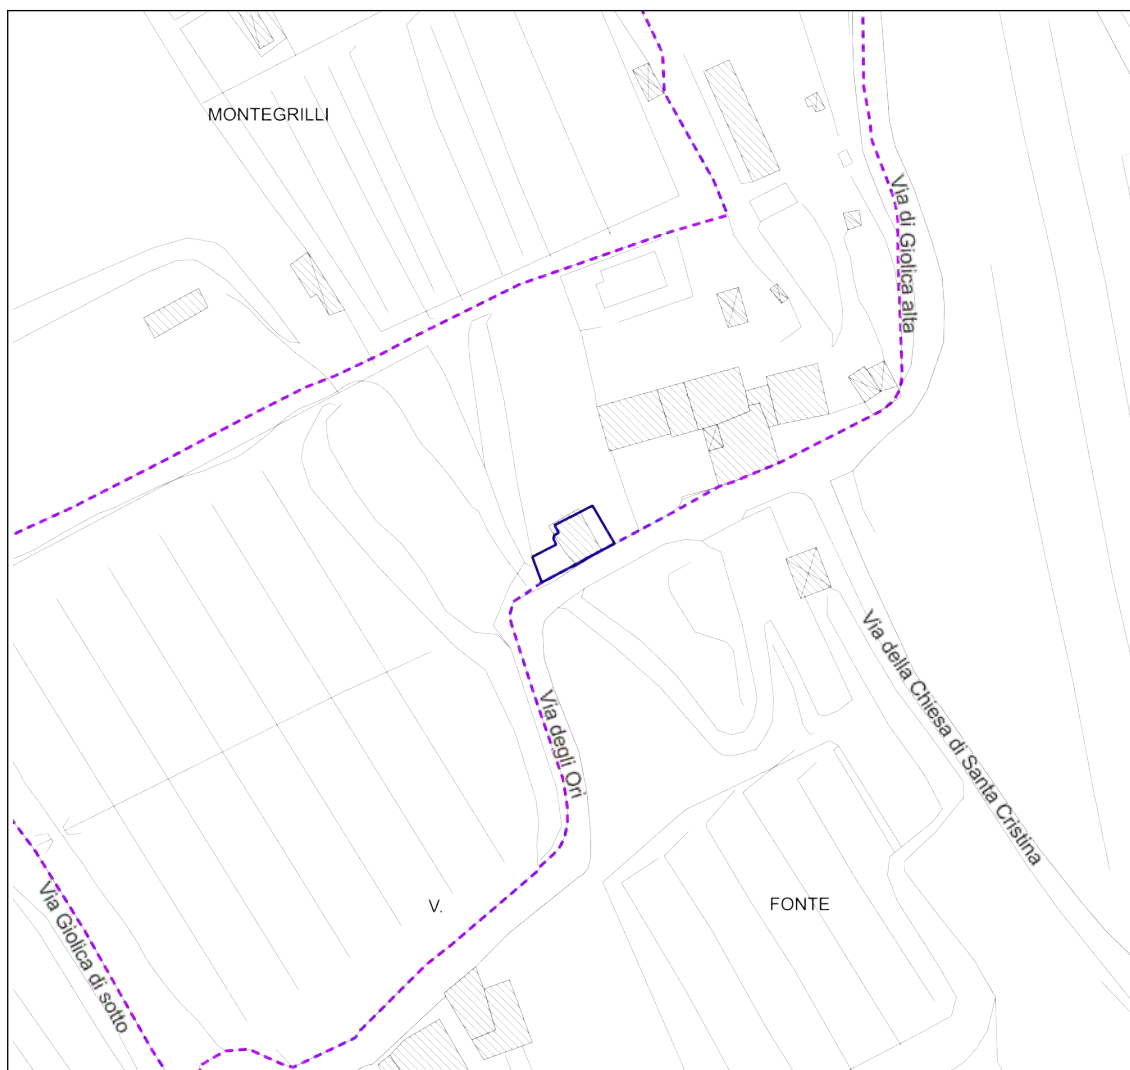 MONTEGRILLI
Via di Giolica alta
Via della Chiesa di Santa Cristina
Via degli Ori
V.
FONTE
Via Giolica di sotto